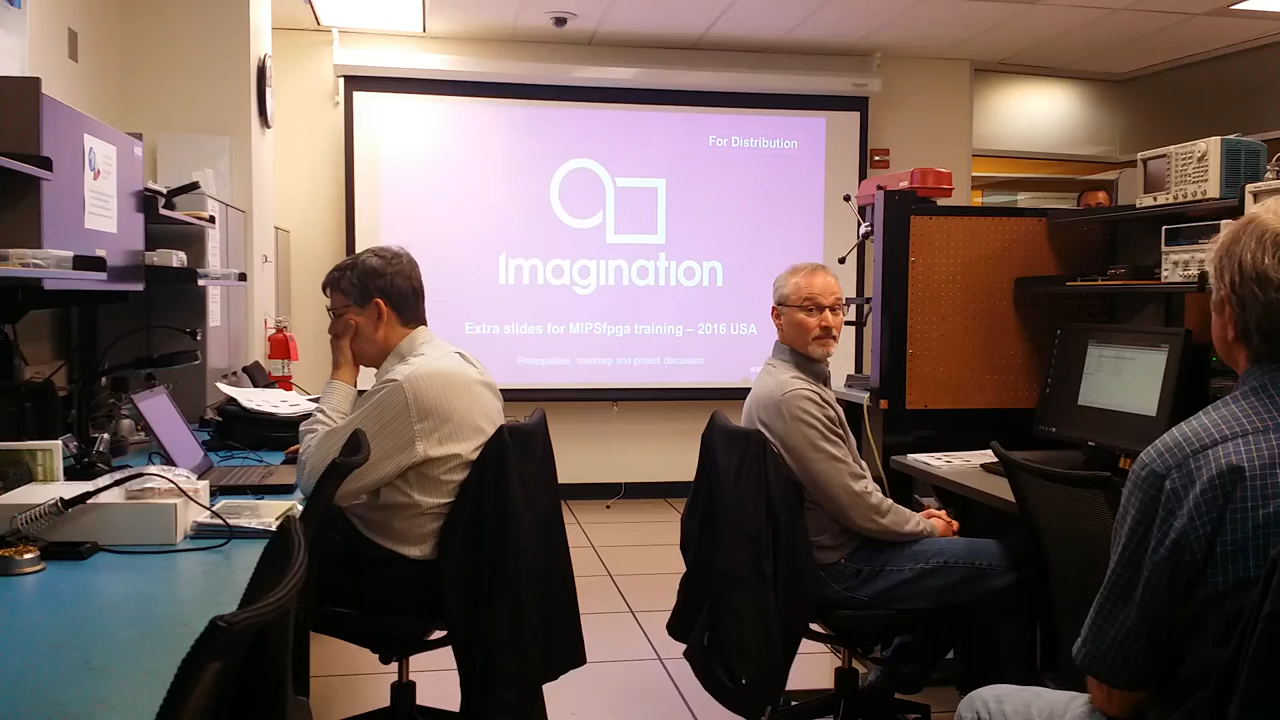 For Distribution
Imagination
Extra slides for MIPSfpga training – 2016 USA
Prerequisites, roadmap and project discussion